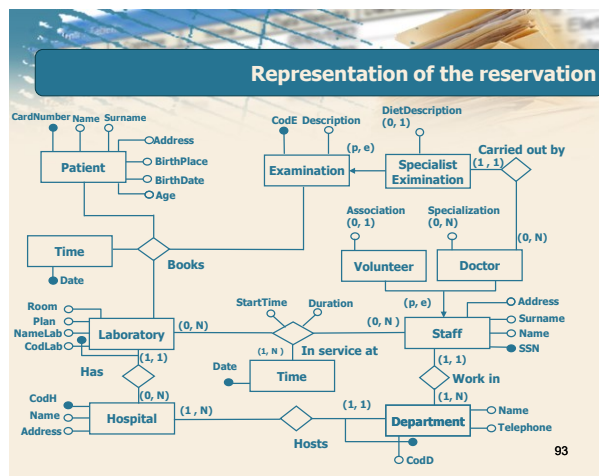 Representation of the reservation
CardNumber Name Surname
Address
BirthPlace
BirthDate
Age
Patient
CodE Description
Examination
(p, e)
DietDescription
(0, 1)
Specialist
Eximination
(1 , 1)
Carried out by
(0, N)
Association
(0, 1)
Specialization
(0, N)
Volunteer
Doctor
Time
Date
Books
Room
Plan
NameLab
CodLab
Laboratory
(0, N)
StartTime
Duration
(1, N)
In service at
Date
Time
(0, N)
(p, e)
Staff
Address
Surname
Name
SSN
(1, 1)
Has
(0, N)
(1, 1)
Work in
(1, N)
CodH
Name
Address
Hospital
(1 , N)
Hosts
(1, 1)
Department
Name
Telephone
CodD
93